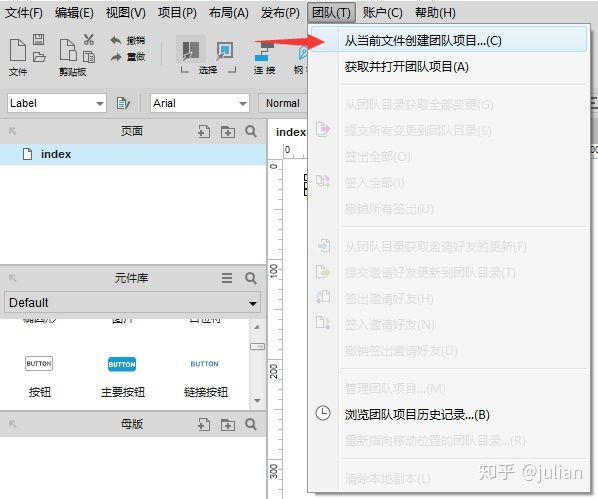 文件(F) 编辑(E) 视图(V) 项目(P) 布局(A) 发布(P) 团队(T) 账户(C) 帮助(H)
文件
粘贴板
撤销
重做
选择
连接
Label
Arial
Normal
页面
index
元件库
Default
BUTTON BUTTON BUTTON
按钮 主要按钮 链接按钮
母版
index
0
0
100
200
300
从当前文件创建团队项目...(C)
获取并打开团队项目(A)
从团队目录获取全部变更(G)
提交所有变更到团队目录(S)
签出全部(O)
签入全部(I)
撤销所有签出(U)
从团队目录获取邀请好友的更新(F)
提交邀请好友更新到团队目录(T)
签出邀请好友(H)
签入邀请好友(N)
撤销签出邀请好友(D)
管理团队项目...(M)
浏览团队项目历史记录...(B)
重新指向移动位置的团队目录...(R)
清除本地副本(L)
知乎 @julian